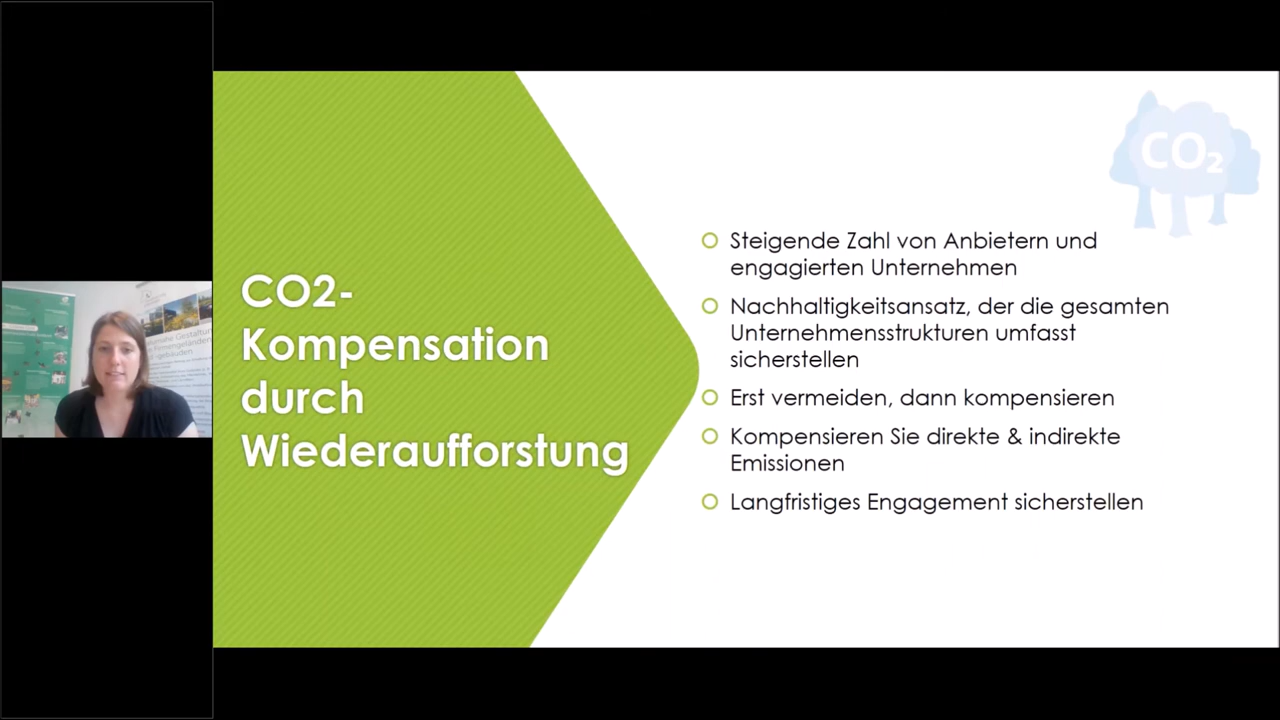 CO2-
Kompensation
durch
Wiederaufforstung
CO₂
Steigende Zahl von Anbietern und
engagierten Unternehmen
Nachhaltigkeitsansatz, der die gesamten
Unternehmensstrukturen umfasst
sicherstellen
Erst vermeiden, dann kompensieren
Kompensieren Sie direkte & indirekte
Emissionen
Langfristiges Engagement sicherstellen